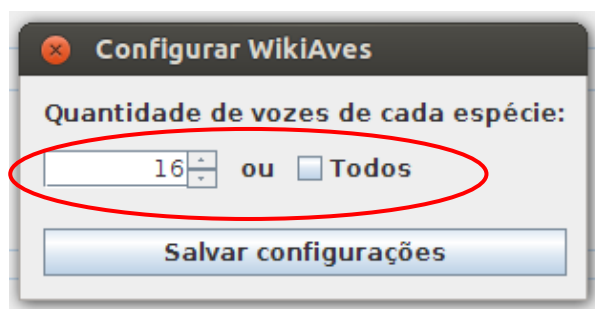 Configurar WikiAves
Quantidade de vozes de cada espécie:
16 ou Todos
Salvar configurações